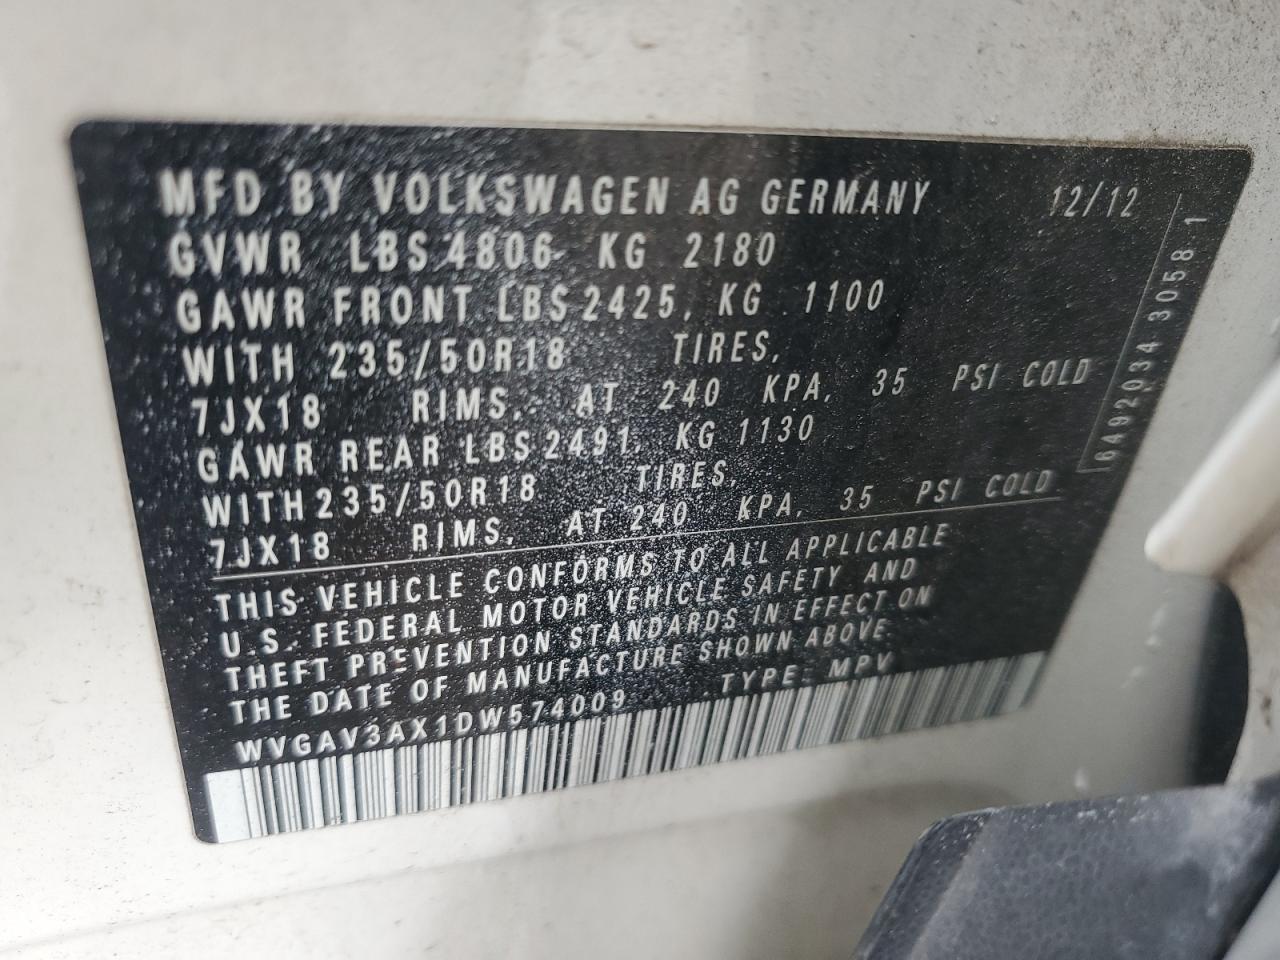 MFD BY VOLKSWAGEN AG GERMANY 12/12
GVWR LBS 4806 KG 2180
GAWR FRONT LBS 2425, KG 1100
WITH 235/50R18 TIRES,
7JX18 RIMS, AT 240 KPA, 35 PSI COLD
GAWR REAR LBS 2491, KG 1130
WITH 235/50R18 TIRES,
7JX18 RIMS, AT 240 KPA, 35 PSI COLD
THIS VEHICLE CONFORMS TO ALL APPLICABLE
U.S. FEDERAL MOTOR VEHICLE SAFETY AND
THEFT PREVENTION STANDARDS IN EFFECT ON
THE DATE OF MANUFACTURE SHOWN ABOVE
WVGAV3AX1DW574009 TYPE: MPV
6492034 3058 1